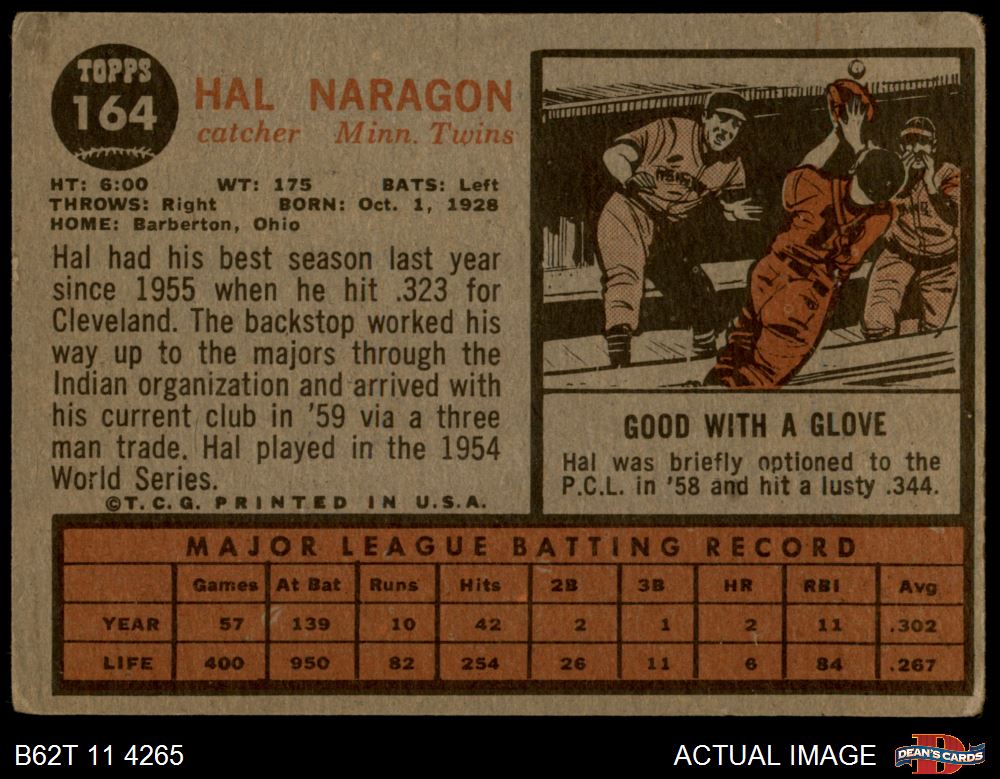 TOPPS
164
HAL NARAGON
catcher Minn. Twins
HT: 6:00 WT: 175 BATS: Left
THROWS: Right BORN: Oct. 1, 1928
HOME: Barberton, Ohio
Hal had his best season last year
since 1955 when he hit .323 for
Cleveland. The backstop worked his
way up to the majors through the
Indian organization and arrived with
his current club in '59 via a three
man trade. Hal played in the 1954
World Series.
©T.C.G. PRINTED IN U.S.A.
GOOD WITH A GLOVE
Hal was briefly optioned to the
P.C.L. in '58 and hit a lusty .344.
MAJOR LEAGUE BATTING RECORD
Games At Bat Runs Hits 2B 3B HR RBI Avg
YEAR 57 139 10 42 2 1 2 11 .302
LIFE 400 950 82 254 26 11 6 84 .267
B62T 11 4265
ACTUAL IMAGE
DEAN'S CARDS